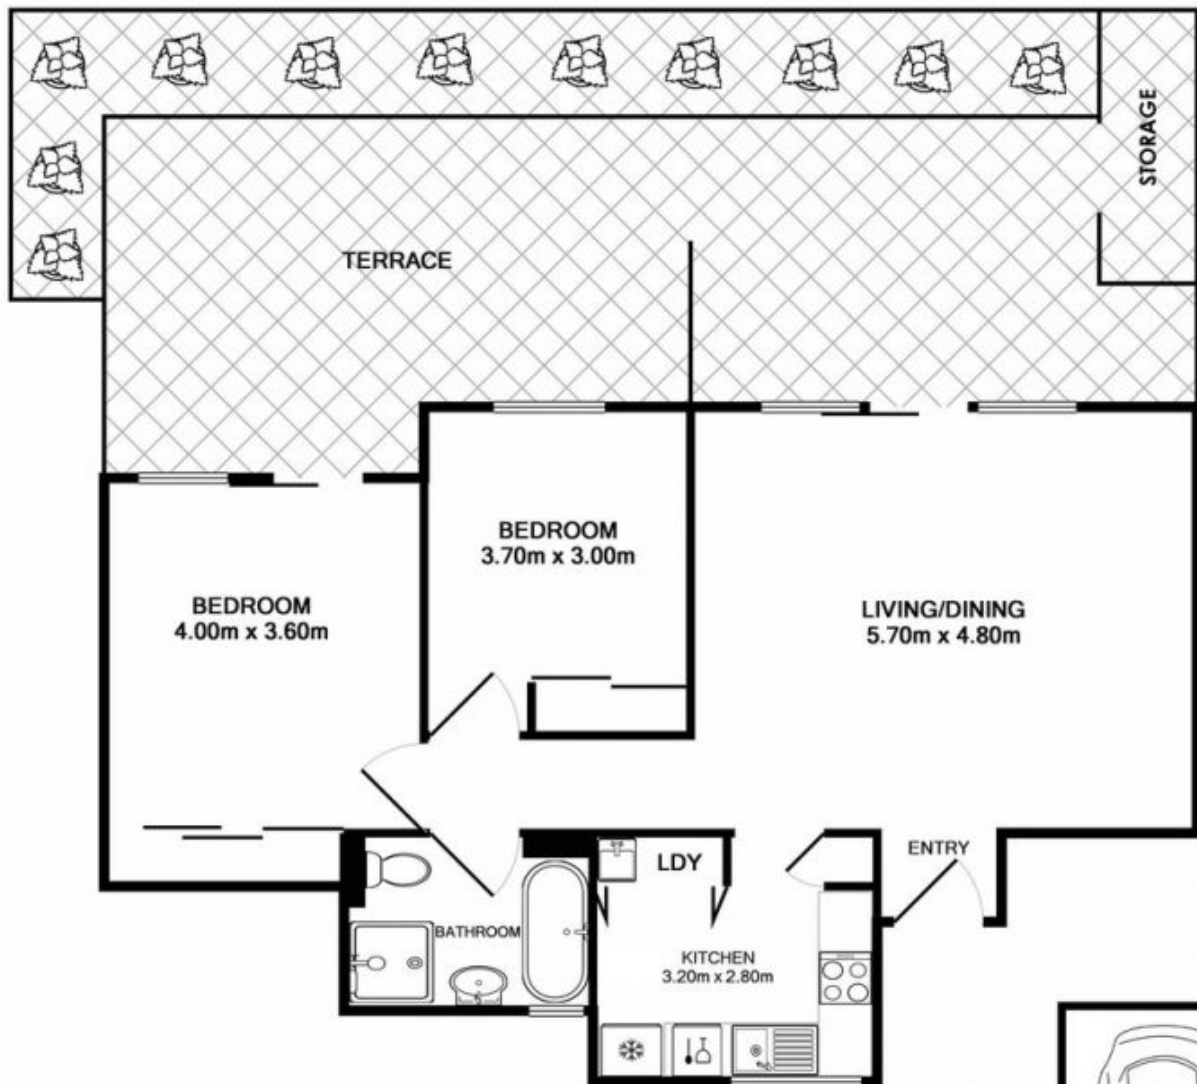 STORAGE
TERRACE
BEDROOM
3.70m x 3.00m
BEDROOM
4.00m x 3.60m
LIVING/DINING
5.70m x 4.80m
ENTRY
LDY
BATHROOM
KITCHEN
3.20m x 2.80m